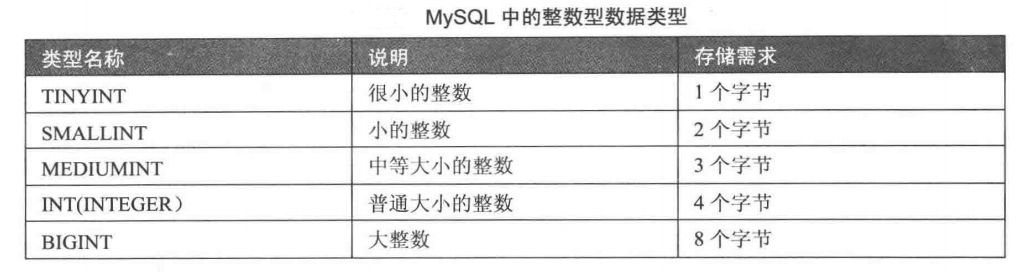 MySQL 中的整数型数据类型
类型名称 说明 存储需求
TINYINT 很小的整数 1 个字节
SMALLINT 小的整数 2 个字节
MEDIUMINT 中等大小的整数 3 个字节
INT(INTEGER） 普通大小的整数 4 个字节
BIGINT 大整数 8 个字节